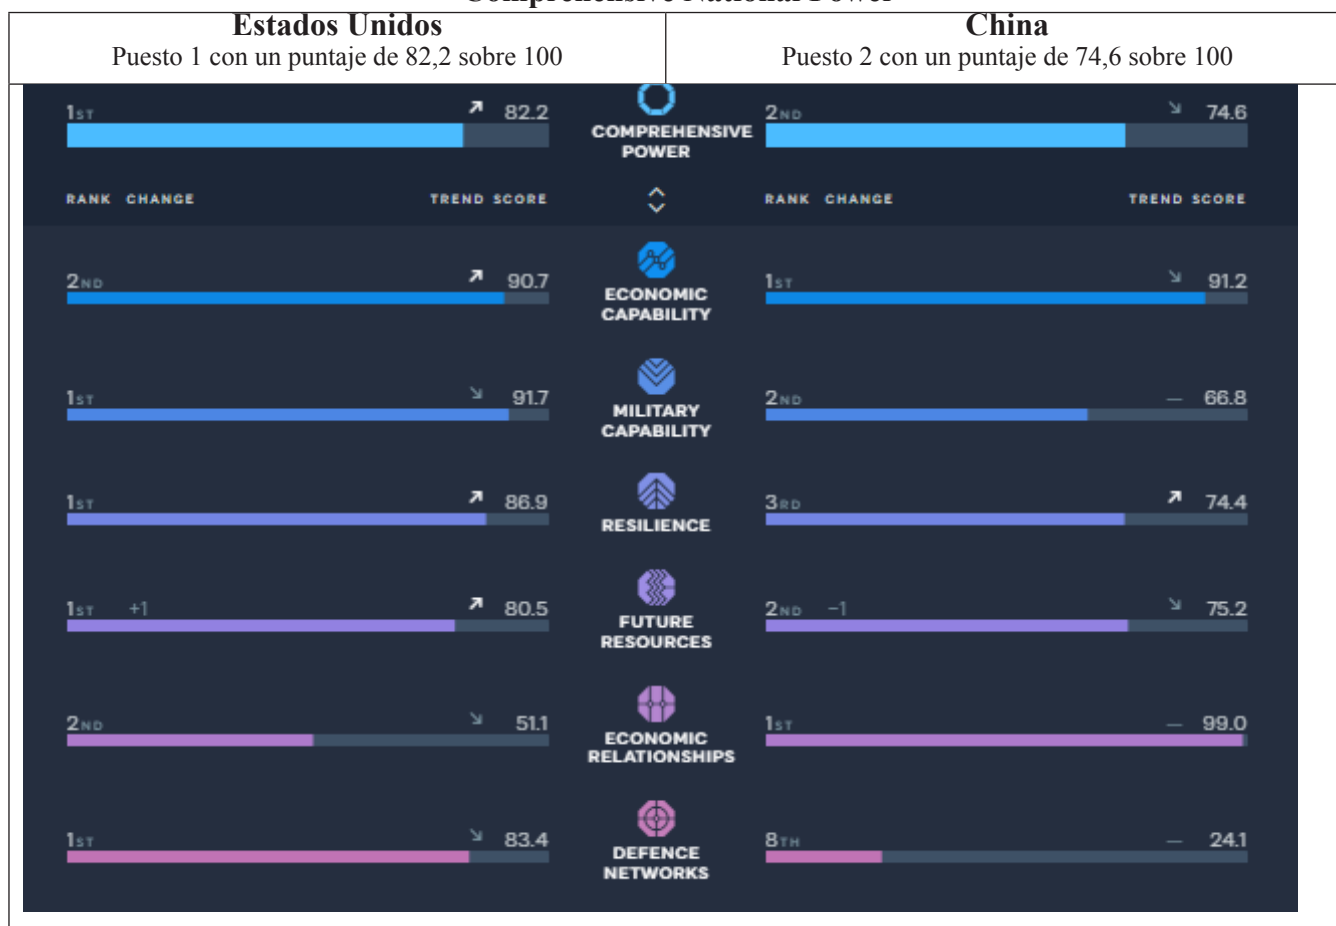 Comprehensive National Power
Estados Unidos
Puesto 1 con un puntaje de 82,2 sobre 100
China
Puesto 2 con un puntaje de 74,6 sobre 100
1ST 82.2
COMPREHENSIVE
POWER
2ND 74.6
RANK CHANGE TREND SCORE
RANK CHANGE TREND SCORE
2ND 90.7
ECONOMIC
CAPABILITY
1ST 91.2
1ST 91.7
MILITARY
CAPABILITY
2ND — 66.8
1ST 86.9
RESILIENCE
3RD 74.4
1ST +1 80.5
FUTURE
RESOURCES
2ND −1 75.2
2ND 51.1
ECONOMIC
RELATIONSHIPS
1ST — 99.0
1ST 83.4
DEFENCE
NETWORKS
8TH — 24.1